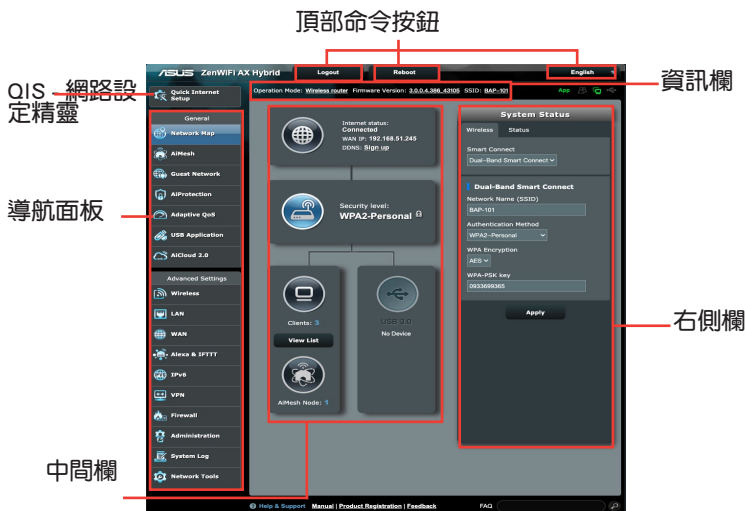 頂部命令按鈕
ASUS ZenWiFi AX Hybrid
Logout
Reboot
English
資訊欄
QIS - 網路設定精靈
Quick Internet Setup
Operation Mode: Wireless router Firmware Version: 3.0.0.4.386_43105 SSID: BAP-101
App
導航面板
General
Network Map
AiMesh
Guest Network
AiProtection
Adaptive QoS
USB Application
AiCloud 2.0
Advanced Settings
Wireless
LAN
WAN
Alexa & IFTTT
IPv6
VPN
Firewall
Administration
System Log
Network Tools
Internet status:
Connected
WAN IP: 192.168.51.245
DDNS: Sign up
Security level:
WPA2-Personal
Clients: 3
View List
AiMesh Node: 1
USB 3.0
No Device
System Status
Wireless
Status
Smart Connect
Dual-Band Smart Connect
Dual-Band Smart Connect
Network Name (SSID)
BAP-101
Authentication Method
WPA2-Personal
WPA Encryption
AES
WPA-PSK key
0933699365
Apply
右側欄
中間欄
Help & Support
Manual | Product Registration | Feedback
FAQ